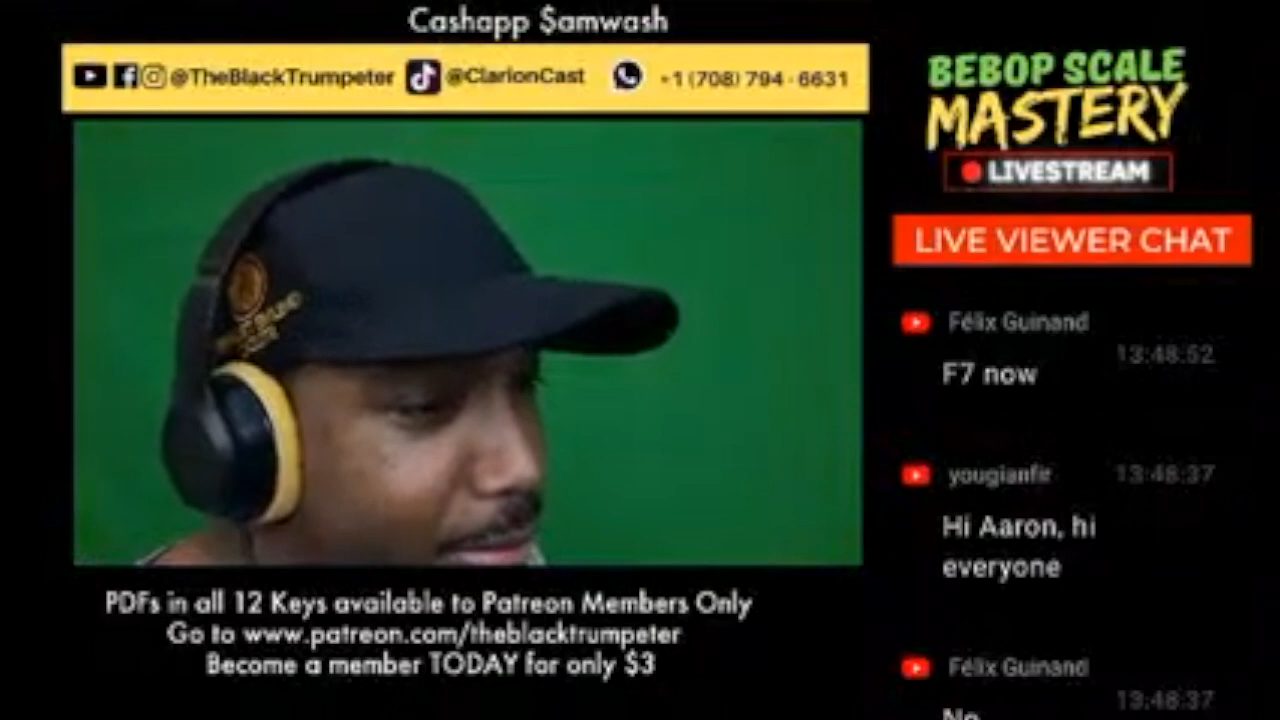 Cashapp $amwash
@TheBlackTrumpeter @ClarionCast +1 (708) 794-6631
BEBOP SCALE
MASTERY
LIVESTREAM
LIVE VIEWER CHAT
Félix Guinand
13:48:52
F7 now
yougianfir 13:48:37
Hi Aaron, hi
everyone
Félix Guinand
13:48:37
No
PDFs in all 12 Keys available to Patreon Members Only
Go to www.patreon.com/theblacktrumpeter
Become a member TODAY for only $3